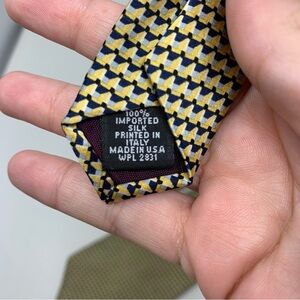 100%
IMPORTED
SILK
PRINTED IN
ITALY
MADE IN USA
WPL 2831